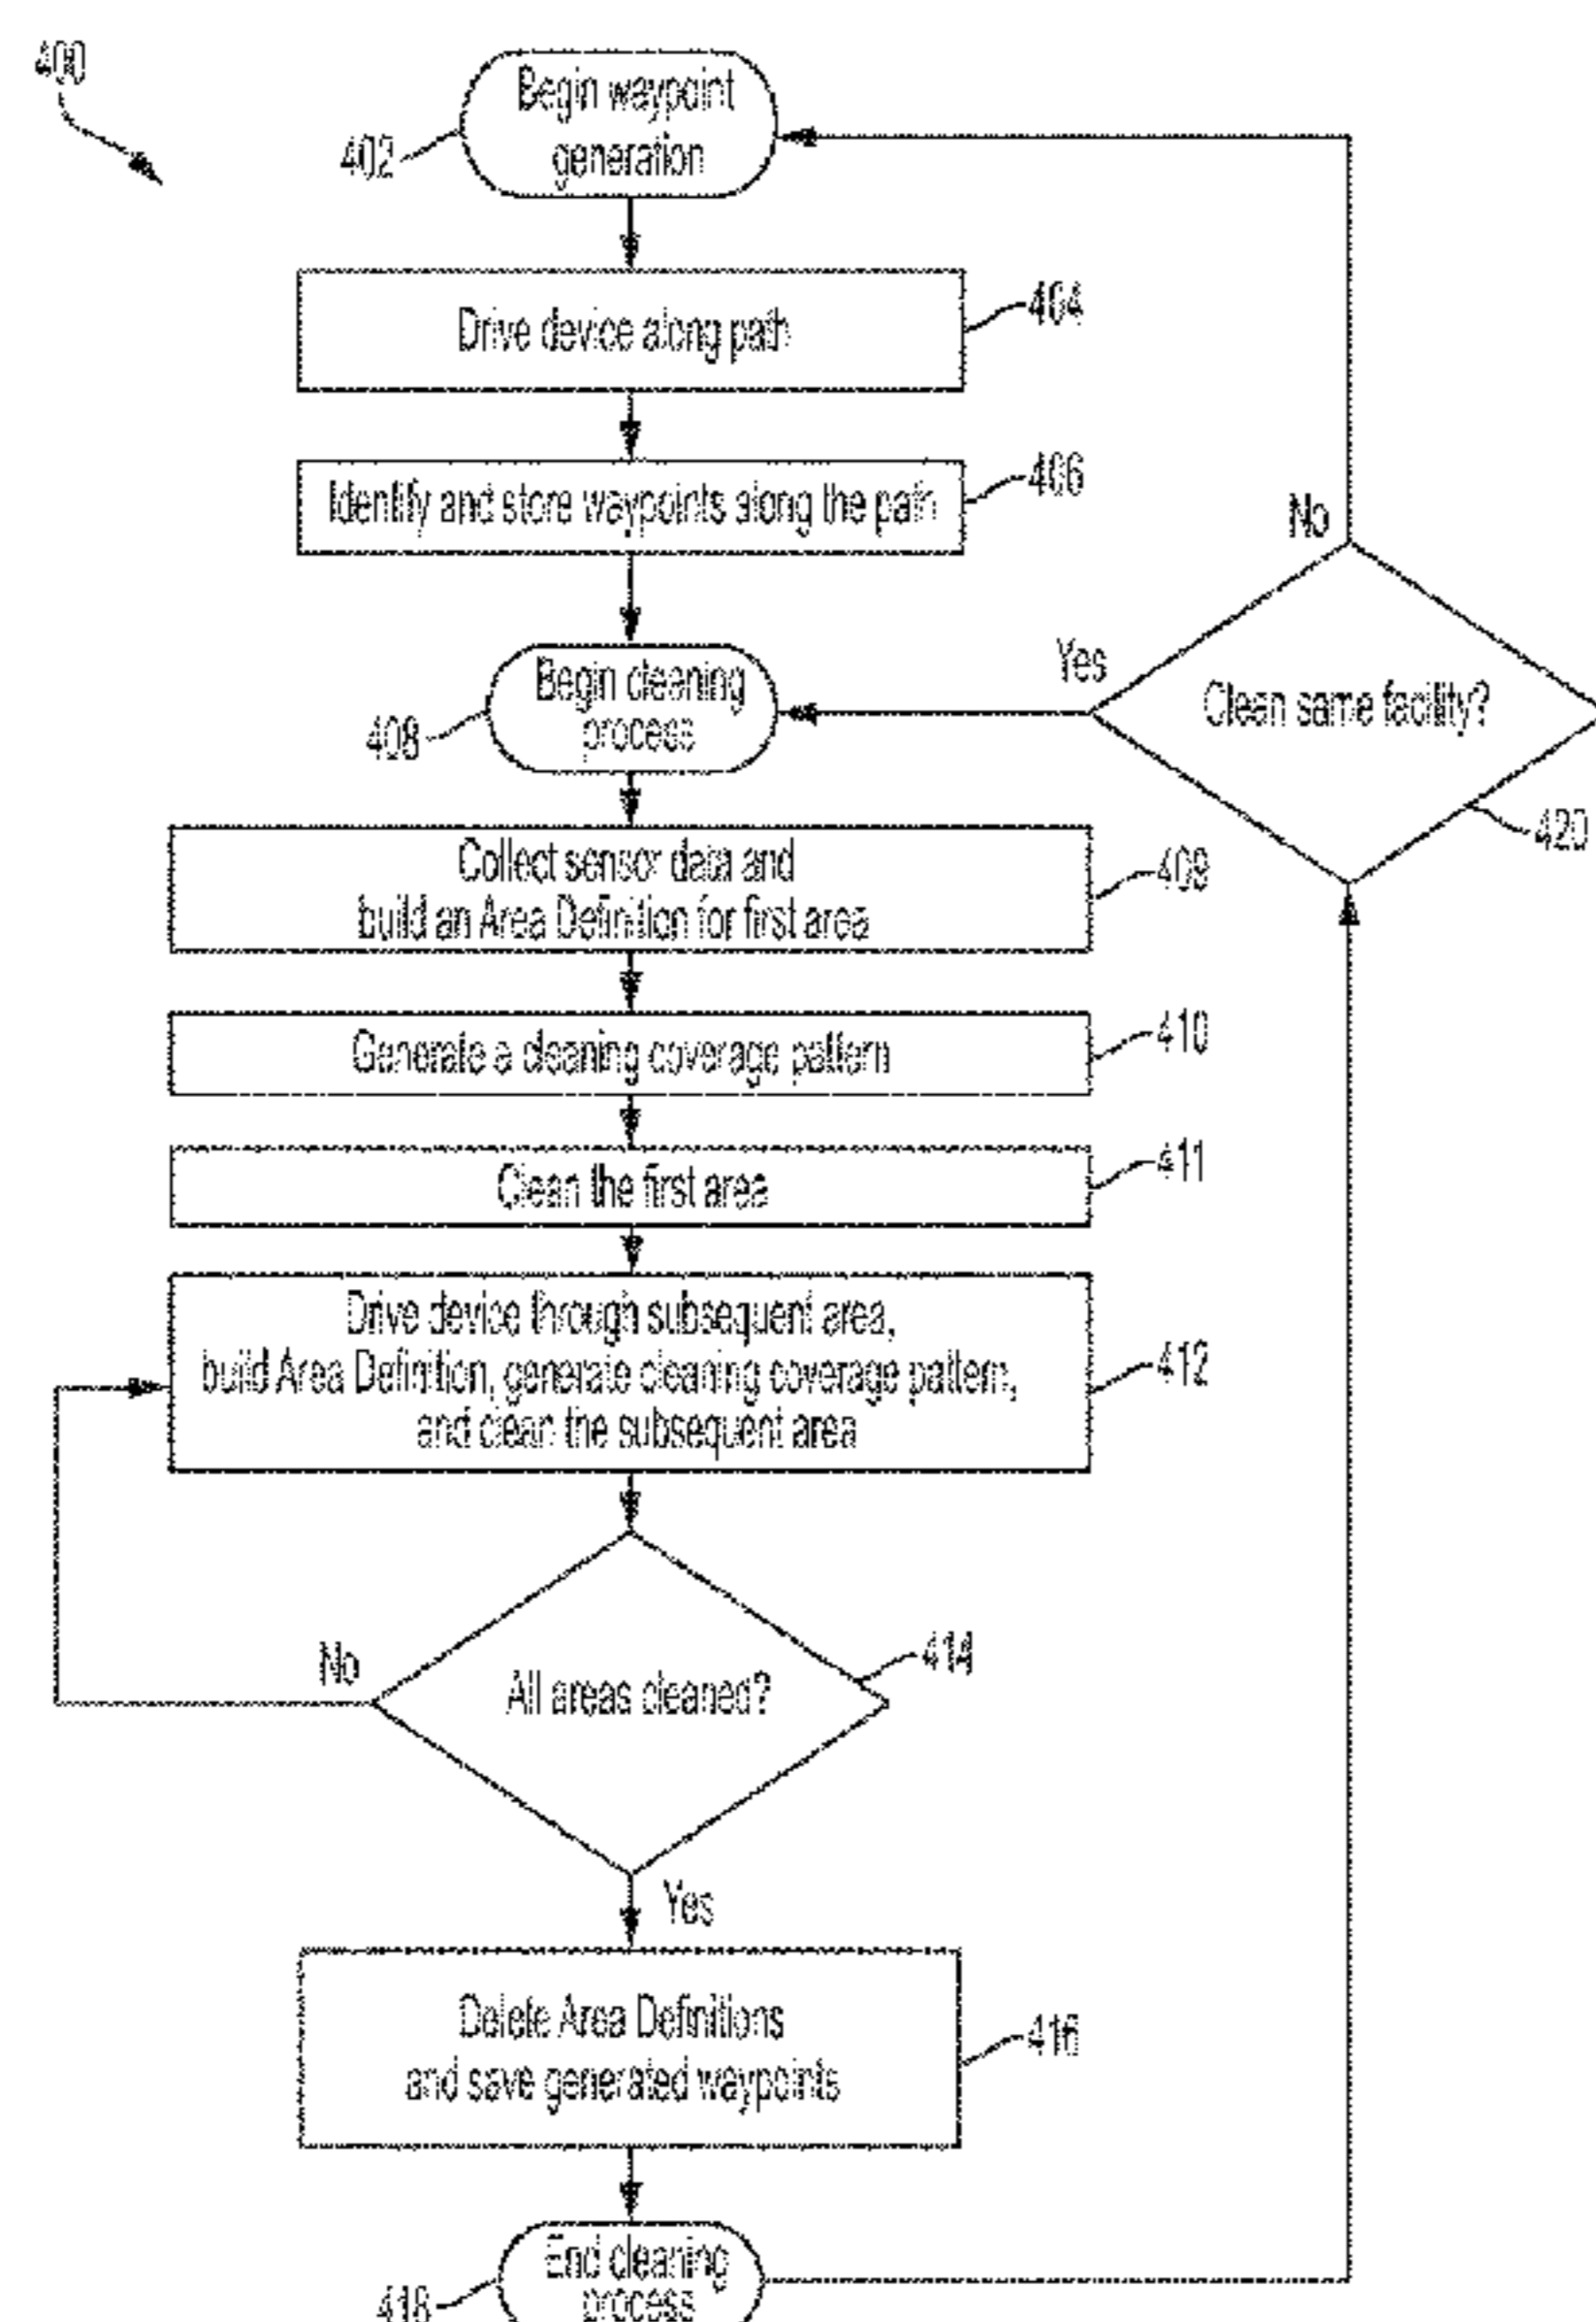 400
Begin waypoint
generation
402
Drive device along path
404
Identify and store waypoints along the path
406
No
Yes
Clean same facility?
420
Begin cleaning
process
408
Collect sensor data and
build an Area Definition for first area
409
Generate a cleaning coverage pattern
410
Clean the first area
411
Drive device through subsequent area,
build Area Definition, generate cleaning coverage pattern,
and clean the subsequent area
412
No
All areas cleaned?
414
Yes
Delete Area Definitions
and save generated waypoints
416
End cleaning
process
418